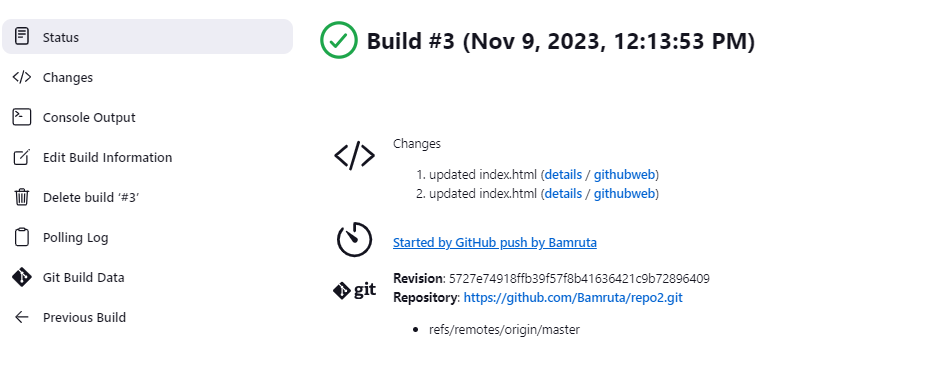 Status
Changes
Console Output
Edit Build Information
Delete build ‘#3’
Polling Log
Git Build Data
Previous Build
Build #3 (Nov 9, 2023, 12:13:53 PM)
Changes
1. updated index.html (details / githubweb)
2. updated index.html (details / githubweb)
Started by GitHub push by Bamruta
git
Revision: 5727e74918ffb39f57f8b41636421c9b72896409
Repository: https://github.com/Bamruta/repo2.git
• refs/remotes/origin/master